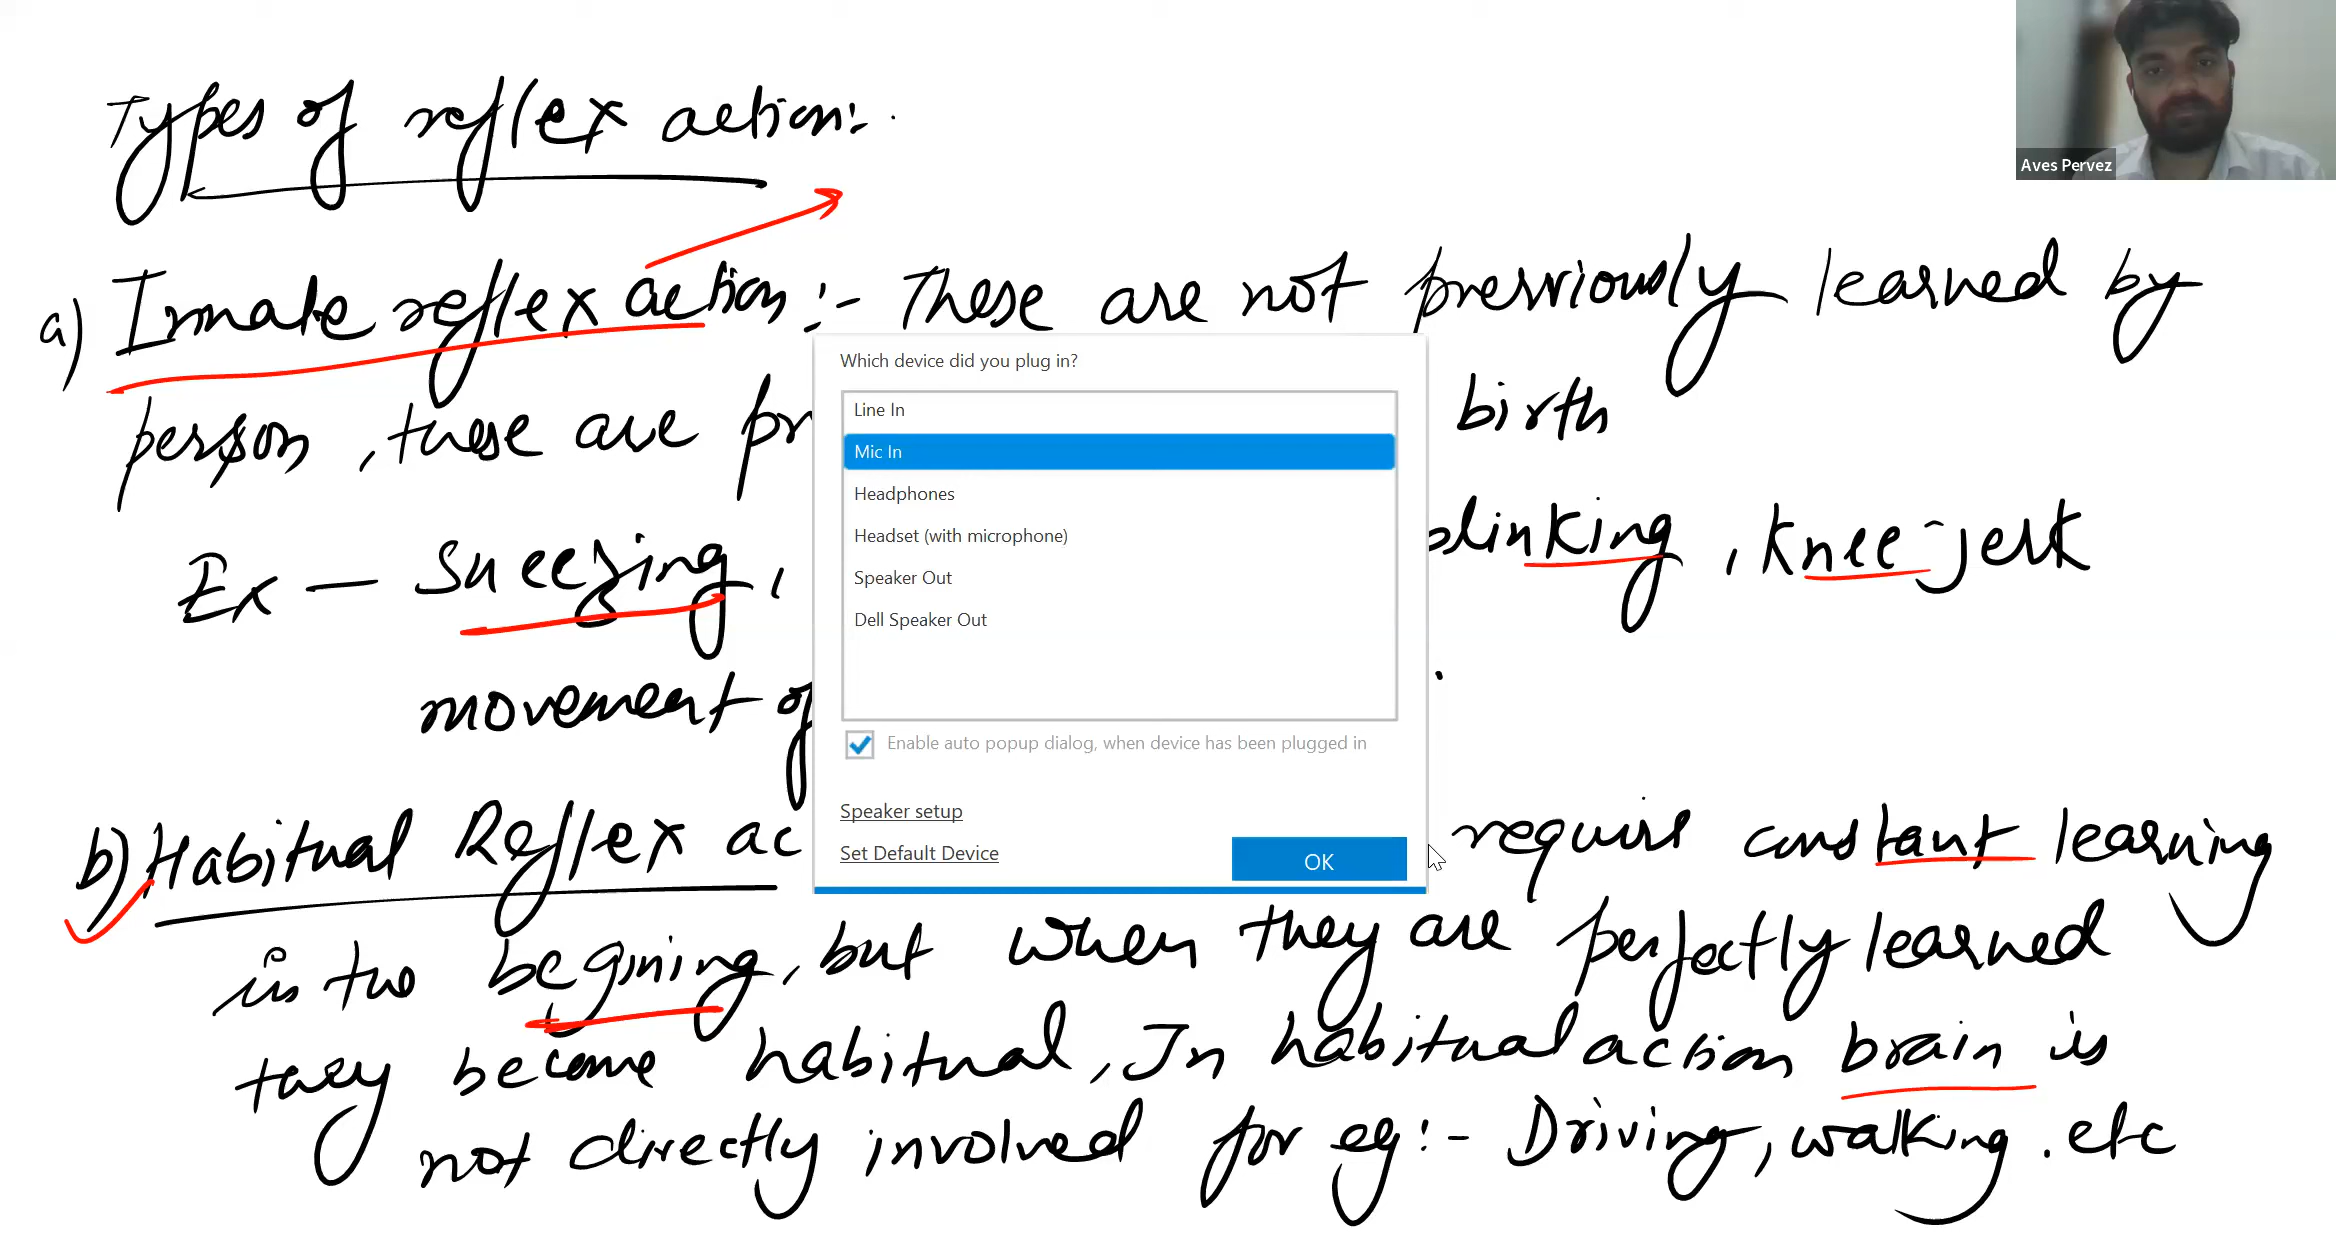 Types of reflex action:-
Aves Pervez
a) Innate reflex action :- These are not previously learned by
person, these are birth
Which device did you plug in?
Line In
Mic In
Headphones
Headset (with microphone)
Speaker Out
Dell Speaker Out
Enable auto popup dialog, when device has been plugged in
Speaker setup
Set Default Device
OK
Ex - Sneezing, blinking, knee-jerk
movement of
b) Habitual Reflex ac require constant learning
in the begining, but when they are perfectly learned
they become habitual, In habitual action brain is
not directly involved for eg:- Driving, walking. etc